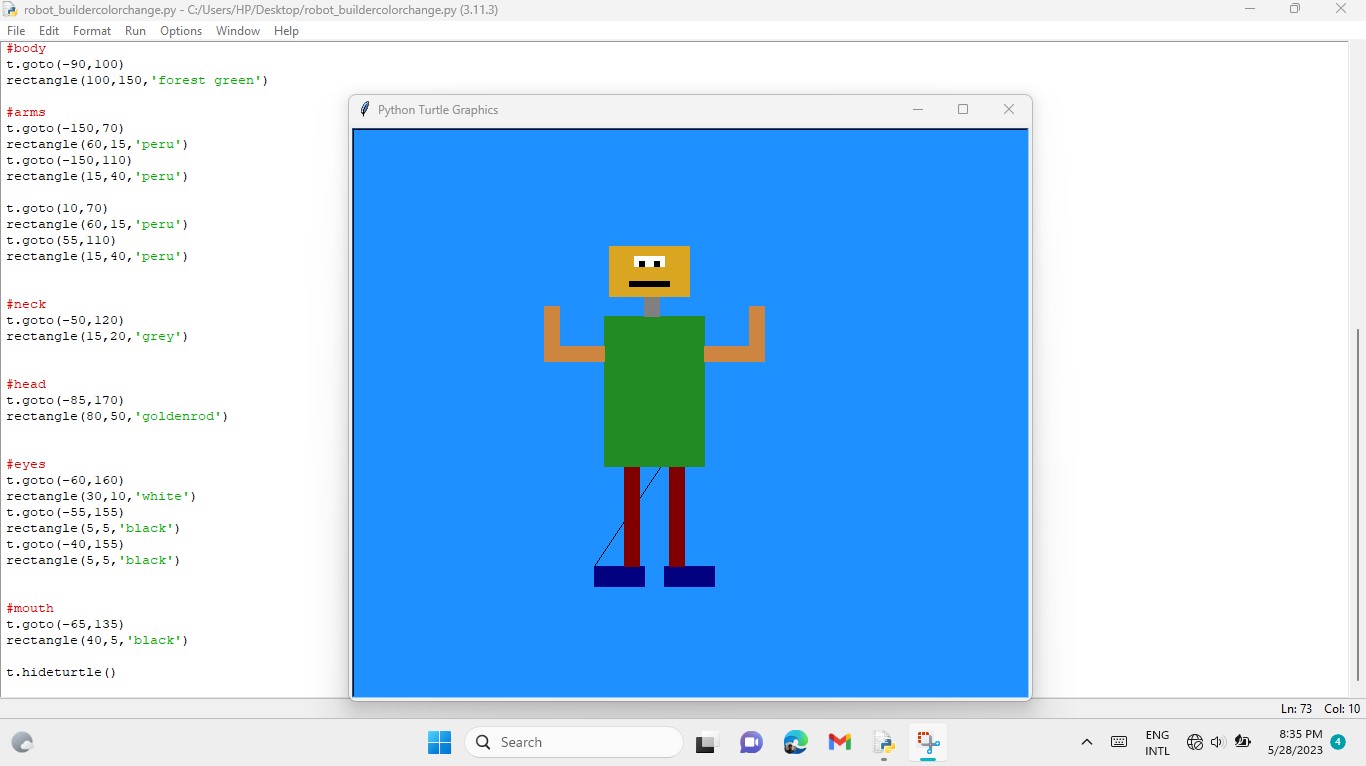 robot_buildercolorchange.py - C:/Users/HP/Desktop/robot_buildercolorchange.py (3.11.3)
File Edit Format Run Options Window Help
#body
t.goto(-90,100)
rectangle(100,150,'forest green')
#arms
t.goto(-150,70)
rectangle(60,15,'peru')
t.goto(-150,110)
rectangle(15,40,'peru')
t.goto(10,70)
rectangle(60,15,'peru')
t.goto(55,110)
rectangle(15,40,'peru')
#neck
t.goto(-50,120)
rectangle(15,20,'grey')
#head
t.goto(-85,170)
rectangle(80,50,'goldenrod')
#eyes
t.goto(-60,160)
rectangle(30,10,'white')
t.goto(-55,155)
rectangle(5,5,'black')
t.goto(-40,155)
rectangle(5,5,'black')
#mouth
t.goto(-65,135)
rectangle(40,5,'black')
t.hideturtle()
Python Turtle Graphics
Ln: 73 Col: 10
Search
ENG
INTL
8:35 PM
5/28/2023
4